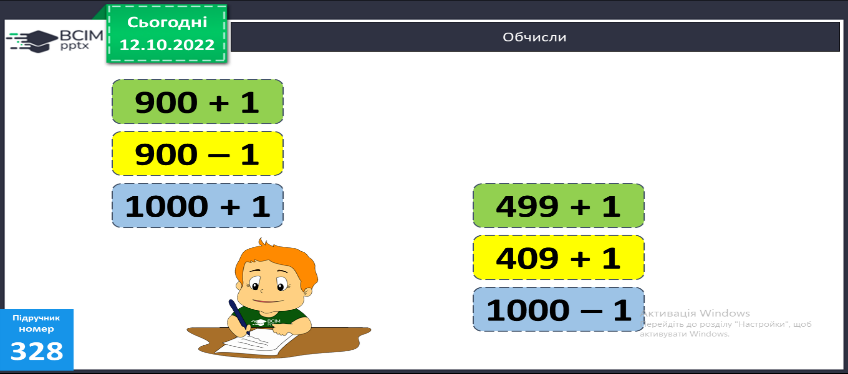 Сьогодні
12.10.2022
ВСІМ
pptx
Обчисли
900 + 1
900 – 1
1000 + 1
499 + 1
409 + 1
1000 – 1
ВСІМ
Підручник
номер
328
Активація Windows
Перейдіть до розділу "Настройки", щоб
активувати Windows.